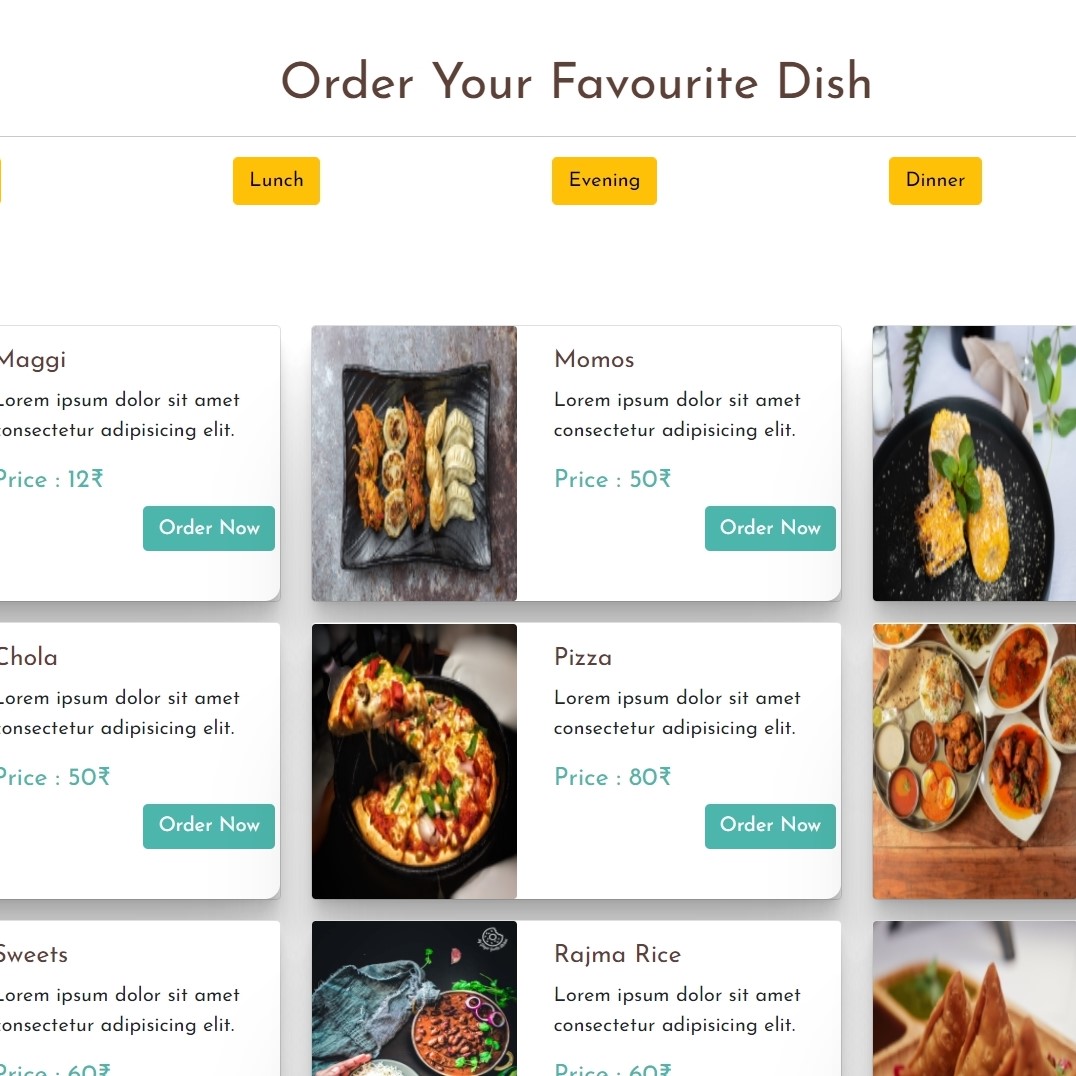 Order Your Favourite Dish
Lunch
Evening
Dinner
Maggi
Lorem ipsum dolor sit amet
consectetur adipisicing elit.
Price : 12₹
Order Now
Momos
Lorem ipsum dolor sit amet
consectetur adipisicing elit.
Price : 50₹
Order Now
Chola
Lorem ipsum dolor sit amet
consectetur adipisicing elit.
Price : 50₹
Order Now
Pizza
Lorem ipsum dolor sit amet
consectetur adipisicing elit.
Price : 80₹
Order Now
Sweets
Lorem ipsum dolor sit amet
consectetur adipisicing elit.
Price : 60₹
Rajma Rice
Lorem ipsum dolor sit amet
consectetur adipisicing elit.
Price : 60₹